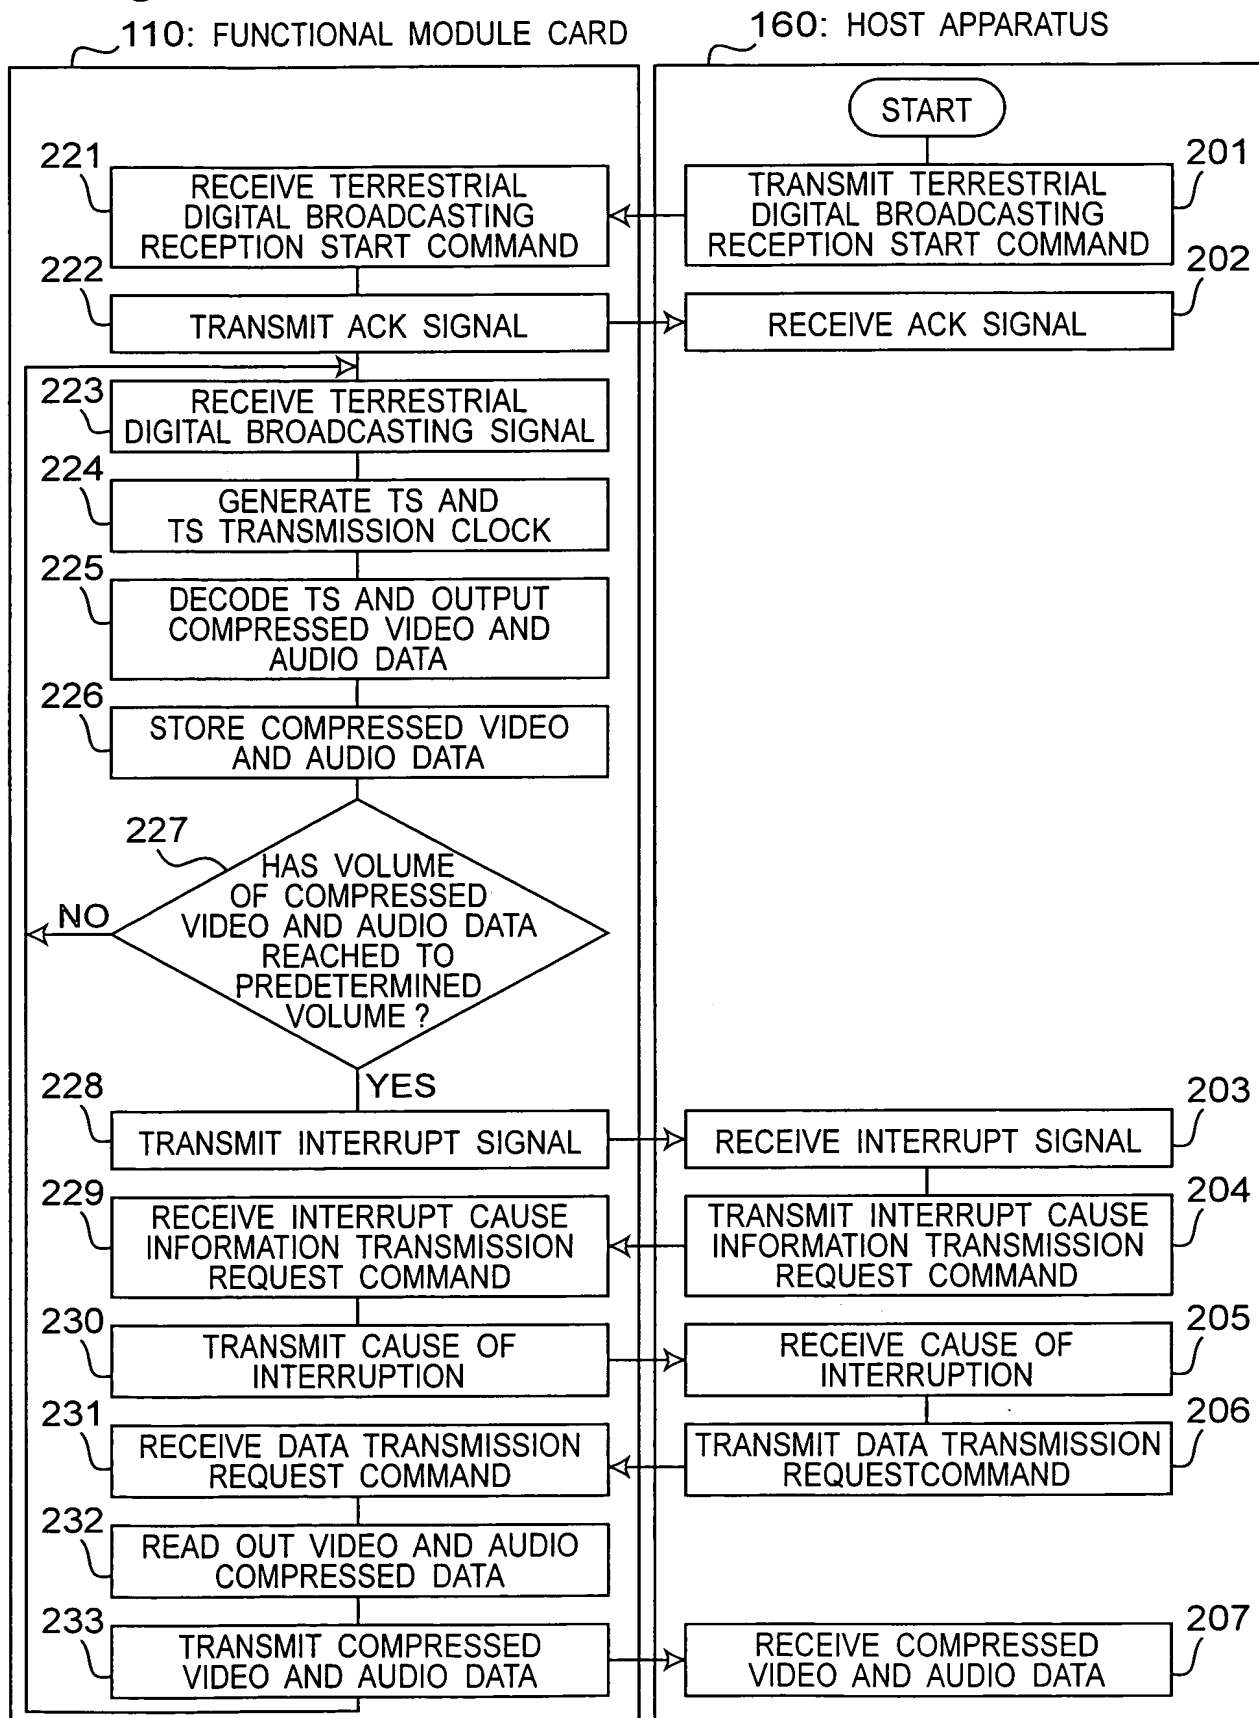 110: FUNCTIONAL MODULE CARD
160: HOST APPARATUS
START
221
RECEIVE TERRESTRIAL
DIGITAL BROADCASTING
RECEPTION START COMMAND
201
TRANSMIT TERRESTRIAL
DIGITAL BROADCASTING
RECEPTION START COMMAND
222
TRANSMIT ACK SIGNAL
202
RECEIVE ACK SIGNAL
223
RECEIVE TERRESTRIAL
DIGITAL BROADCASTING SIGNAL
224
GENERATE TS AND
TS TRANSMISSION CLOCK
225
DECODE TS AND OUTPUT
COMPRESSED VIDEO AND
AUDIO DATA
226
STORE COMPRESSED VIDEO
AND AUDIO DATA
227
HAS VOLUME
OF COMPRESSED
VIDEO AND AUDIO DATA
REACHED TO
PREDETERMINED
VOLUME ?
NO
YES
228
TRANSMIT INTERRUPT SIGNAL
203
RECEIVE INTERRUPT SIGNAL
229
RECEIVE INTERRUPT CAUSE
INFORMATION TRANSMISSION
REQUEST COMMAND
204
TRANSMIT INTERRUPT CAUSE
INFORMATION TRANSMISSION
REQUEST COMMAND
230
TRANSMIT CAUSE OF
INTERRUPTION
205
RECEIVE CAUSE OF
INTERRUPTION
231
RECEIVE DATA TRANSMISSION
REQUEST COMMAND
206
TRANSMIT DATA TRANSMISSION
REQUESTCOMMAND
232
READ OUT VIDEO AND AUDIO
COMPRESSED DATA
233
TRANSMIT COMPRESSED
VIDEO AND AUDIO DATA
207
RECEIVE COMPRESSED
VIDEO AND AUDIO DATA